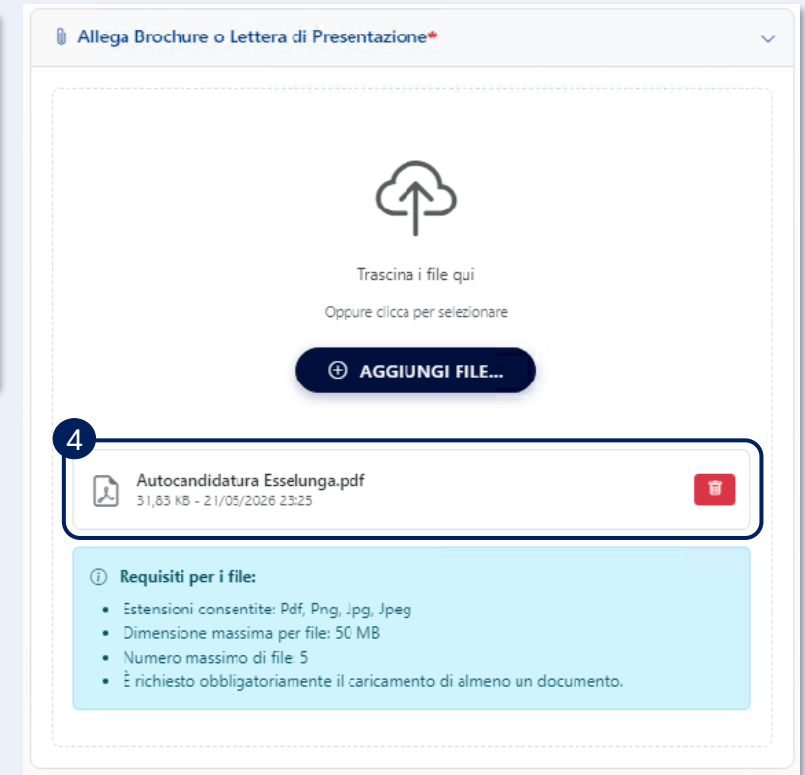 Allega Brochure o Lettera di Presentazione*
Trascina i file qui
Oppure clicca per selezionare
AGGIUNGI FILE...
4
Autocandidatura Esselunga.pdf
31,83 KB - 21/05/2026 23:25
Requisiti per i file:
• Estensioni consentite: Pdf, Png, Jpg, Jpeg
• Dimensione massima per file: 50 MB
• Numero massimo di file: 5
• È richiesto obbligatoriamente il caricamento di almeno un documento.